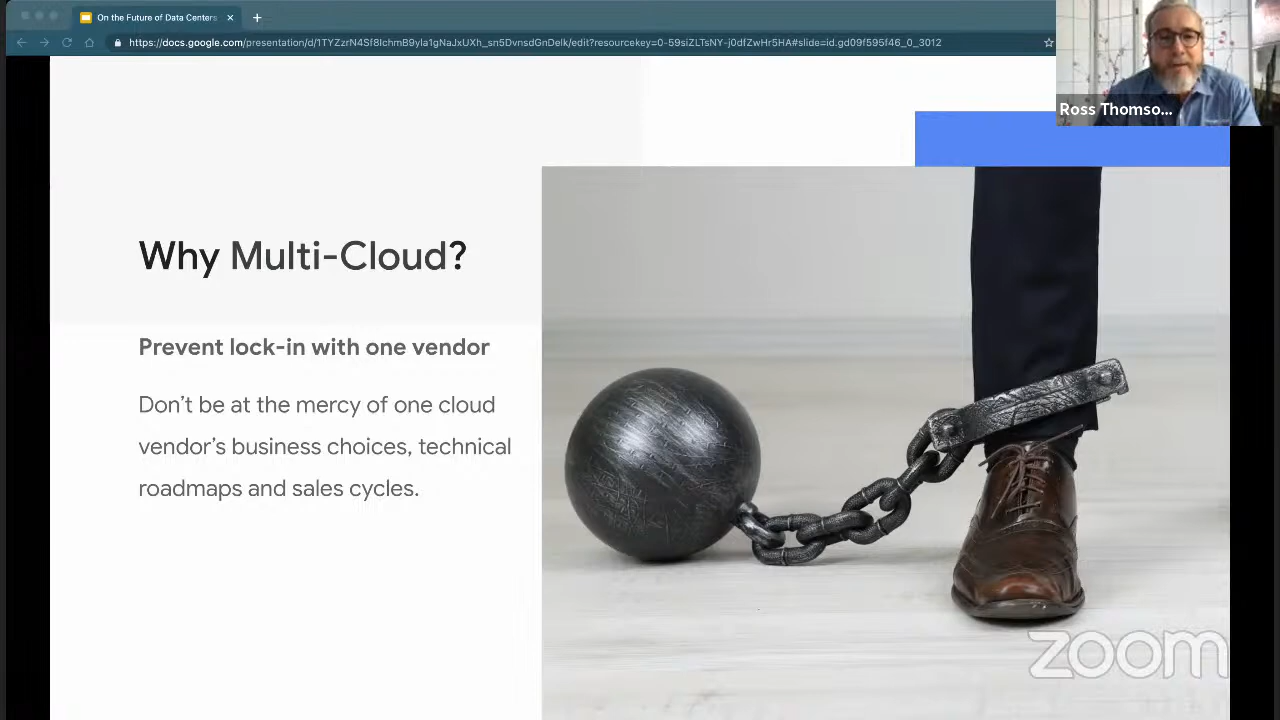 On the Future of Data Centers
https://docs.google.com/presentation/d/1TYZzrN4Sf8IchmB9yla1gNaJxUXh_sn5DvnsdGnDelk/edit?resourcekey=0-59siZLTsNY-j0dfZwHr5HA#slide=id.gd09f595f46_0_3012
Ross Thomso...
Why Multi-Cloud?
Prevent lock-in with one vendor
Don't be at the mercy of one cloud
vendor's business choices, technical
roadmaps and sales cycles.
zoom